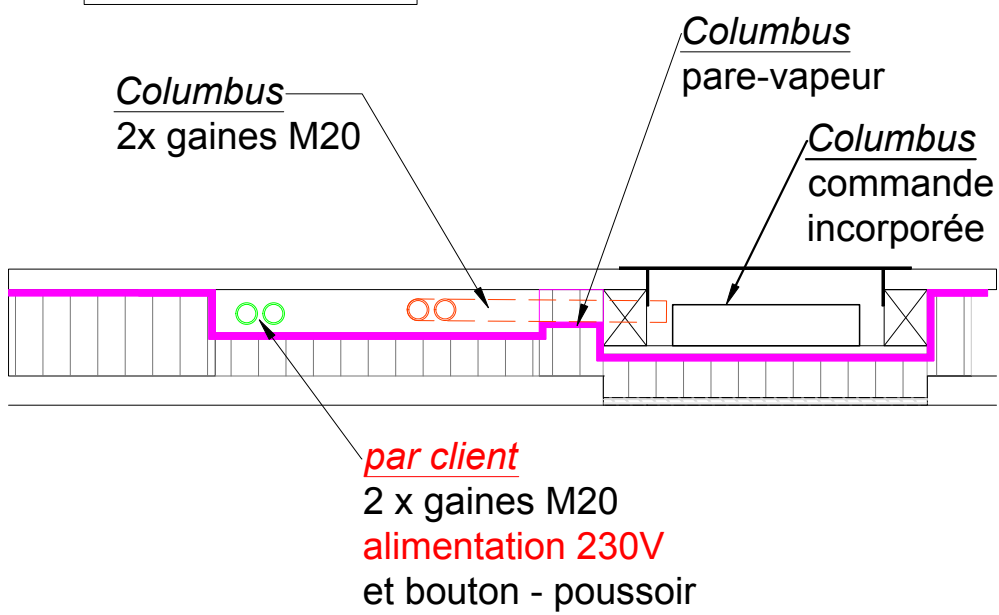 Columbus
pare-vapeur
Columbus
2x gaines M20
Columbus
commande
incorporée
par client
2 x gaines M20
alimentation 230V
et bouton - poussoir